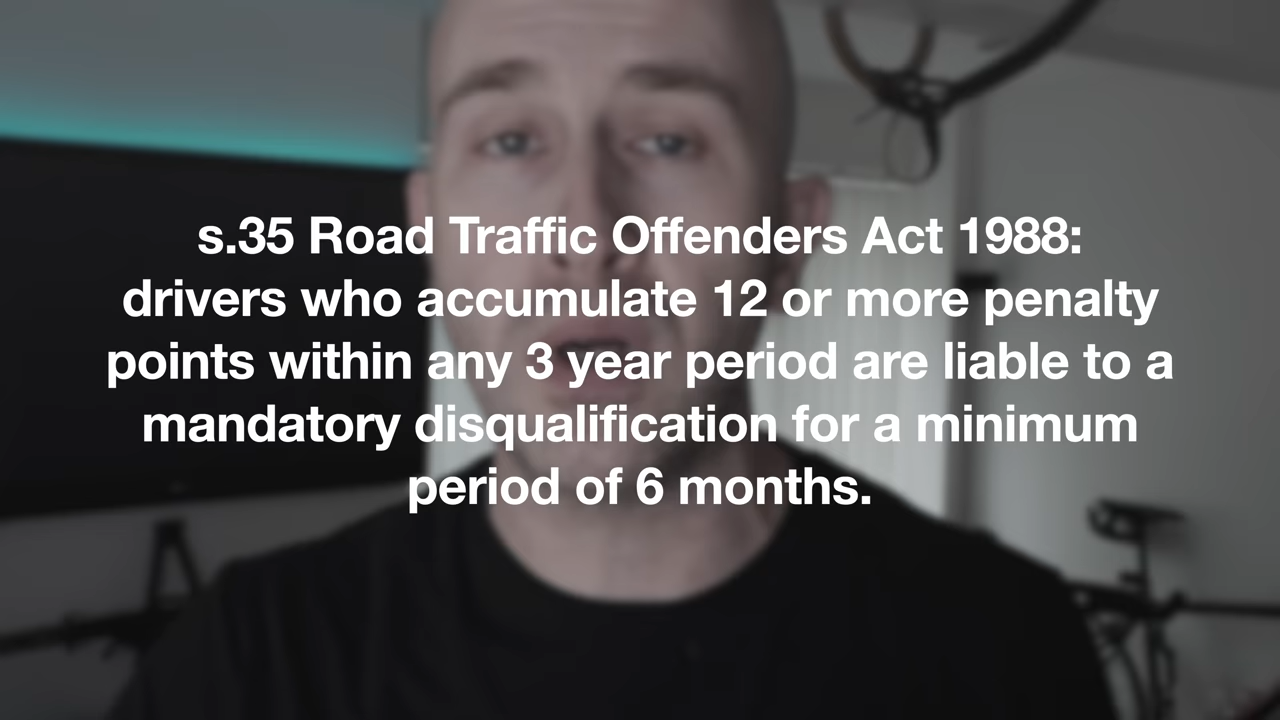 s.35 Road Traffic Offenders Act 1988:
drivers who accumulate 12 or more penalty
points within any 3 year period are liable to a
mandatory disqualification for a minimum
period of 6 months.